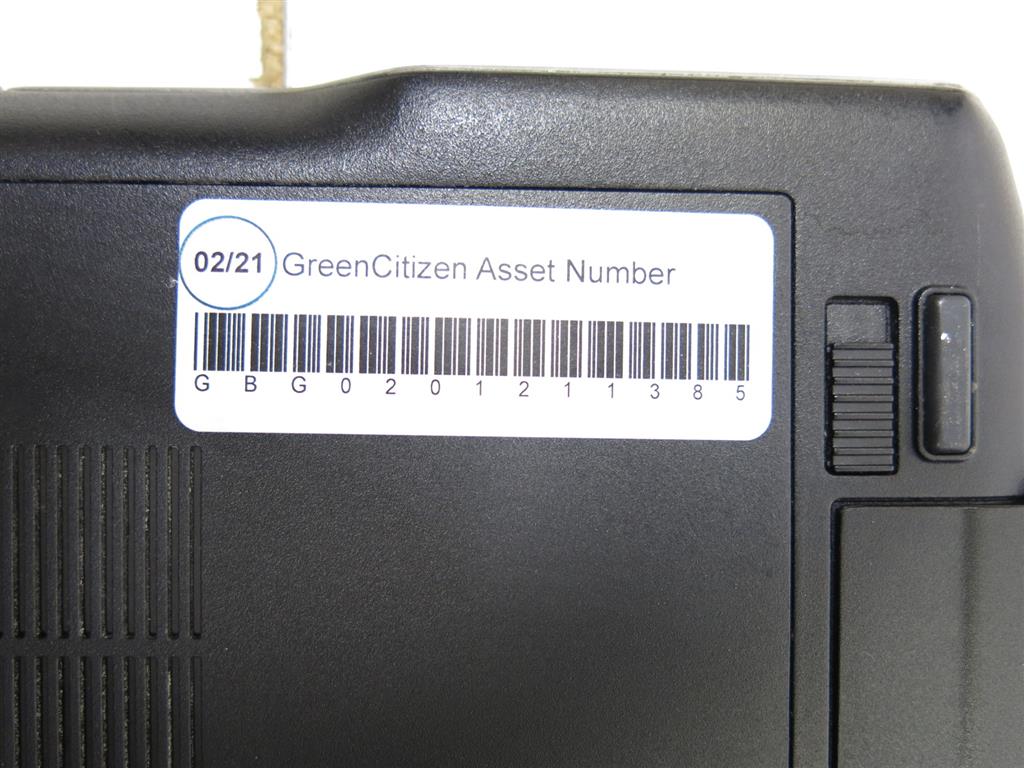 02/21 GreenCitizen Asset Number
G B G 0 2 0 1 2 1 1 3 8 5